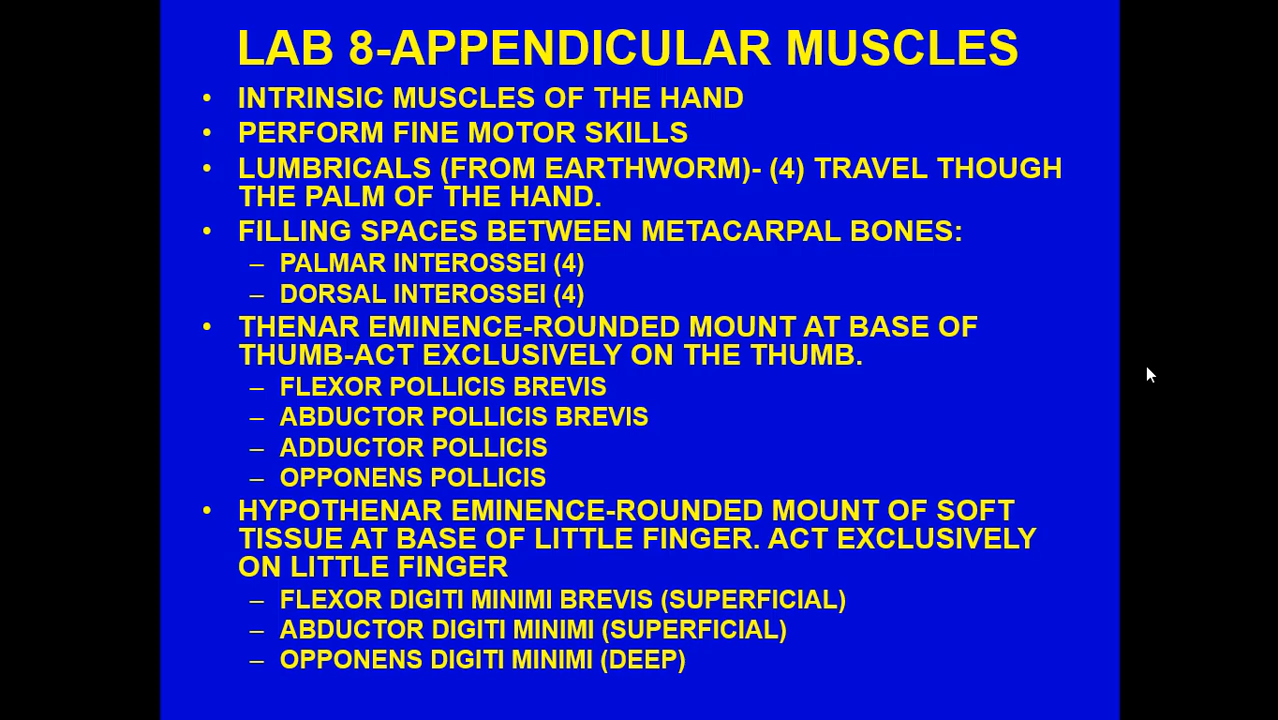 LAB 8-APPENDICULAR MUSCLES
• INTRINSIC MUSCLES OF THE HAND
• PERFORM FINE MOTOR SKILLS
• LUMBRICALS (FROM EARTHWORM)- (4) TRAVEL THOUGH
THE PALM OF THE HAND.
• FILLING SPACES BETWEEN METACARPAL BONES:
– PALMAR INTEROSSEI (4)
– DORSAL INTEROSSEI (4)
• THENAR EMINENCE-ROUNDED MOUNT AT BASE OF
THUMB-ACT EXCLUSIVELY ON THE THUMB.
– FLEXOR POLLICIS BREVIS
– ABDUCTOR POLLICIS BREVIS
– ADDUCTOR POLLICIS
– OPPONENS POLLICIS
• HYPOTHENAR EMINENCE-ROUNDED MOUNT OF SOFT
TISSUE AT BASE OF LITTLE FINGER. ACT EXCLUSIVELY
ON LITTLE FINGER
– FLEXOR DIGITI MINIMI BREVIS (SUPERFICIAL)
– ABDUCTOR DIGITI MINIMI (SUPERFICIAL)
– OPPONENS DIGITI MINIMI (DEEP)